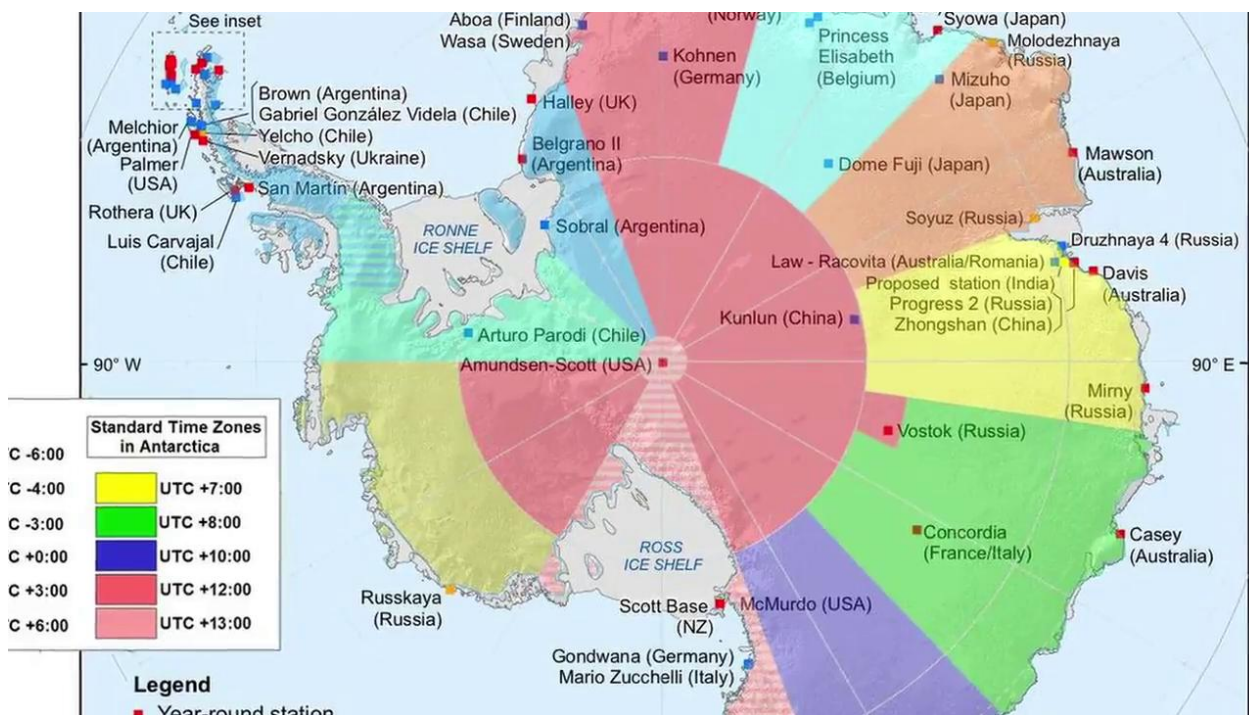 See inset
Aboa (Finland)
Wasa (Sweden)
(Norway)
Kohnen
(Germany)
Princess
Elisabeth
(Belgium)
Syowa (Japan)
Molodezhnaya
(Russia)
Mizuho
(Japan)
Brown (Argentina)
Gabriel González Videla (Chile)
Yelcho (Chile)
Vernadsky (Ukraine)
Melchior
(Argentina)
Palmer
(USA)
San Martín (Argentina)
Rothera (UK)
Luis Carvajal
(Chile)
Halley (UK)
Belgrano II
(Argentina)
Dome Fuji (Japan)
Mawson
(Australia)
RONNE
ICE SHELF
Sobral (Argentina)
Soyuz (Russia)
Druzhnaya 4 (Russia)
Law - Racovita (Australia/Romania)
Davis
(Australia)
Proposed station (India)
Progress 2 (Russia)
Zhongshan (China)
Kunlun (China)
Arturo Parodi (Chile)
Amundsen-Scott (USA)
90° W
90° E
Mirny
(Russia)
Vostok (Russia)
Standard Time Zones
in Antarctica
C -6:00
C -4:00
UTC +7:00
C -3:00
UTC +8:00
C +0:00
UTC +10:00
C +3:00
UTC +12:00
C +6:00
UTC +13:00
Concordia
(France/Italy)
Casey
(Australia)
ROSS
ICE SHELF
Russkaya
(Russia)
Scott Base
(NZ)
McMurdo (USA)
Gondwana (Germany)
Mario Zucchelli (Italy)
Legend
Year-round station